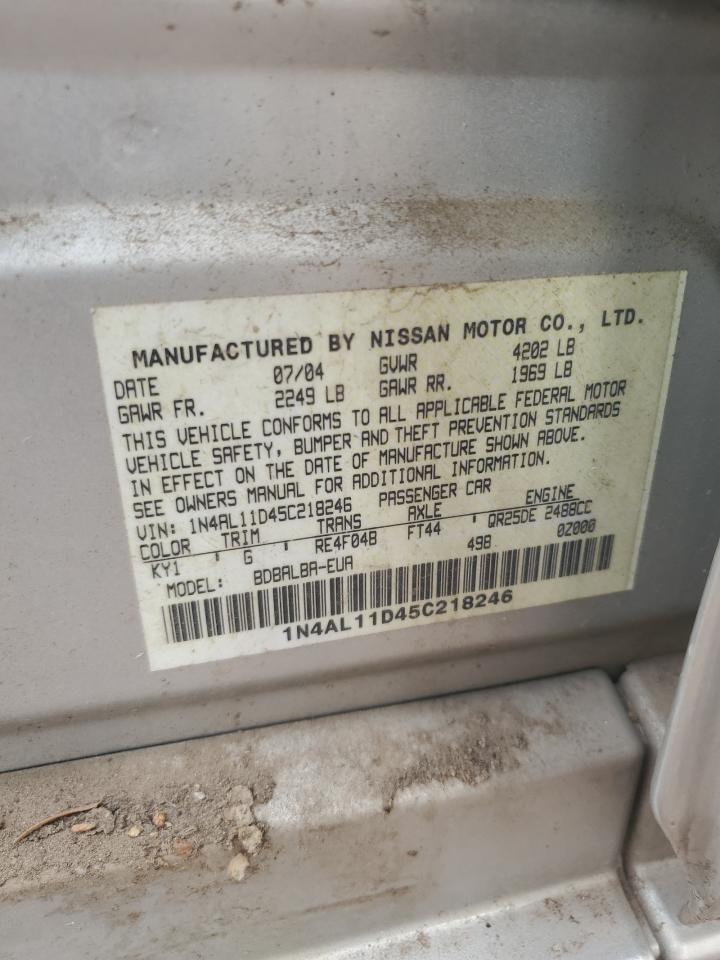 MANUFACTURED BY NISSAN MOTOR CO., LTD.
DATE 07/04 GVWR 4202 LB
GAWR FR. 2249 LB GAWR RR. 1969 LB
THIS VEHICLE CONFORMS TO ALL APPLICABLE FEDERAL MOTOR
VEHICLE SAFETY, BUMPER AND THEFT PREVENTION STANDARDS
IN EFFECT ON THE DATE OF MANUFACTURE SHOWN ABOVE.
SEE OWNERS MANUAL FOR ADDITIONAL INFORMATION.
VIN: 1N4AL11D45C218246 PASSENGER CAR
COLOR TRIM TRANS AXLE ENGINE
KY1 ' G ' RE4F04B FT44 ' QR25DE 2488CC
MODEL: BDBALBA-EUA 498 0Z000
1N4AL11D45C218246